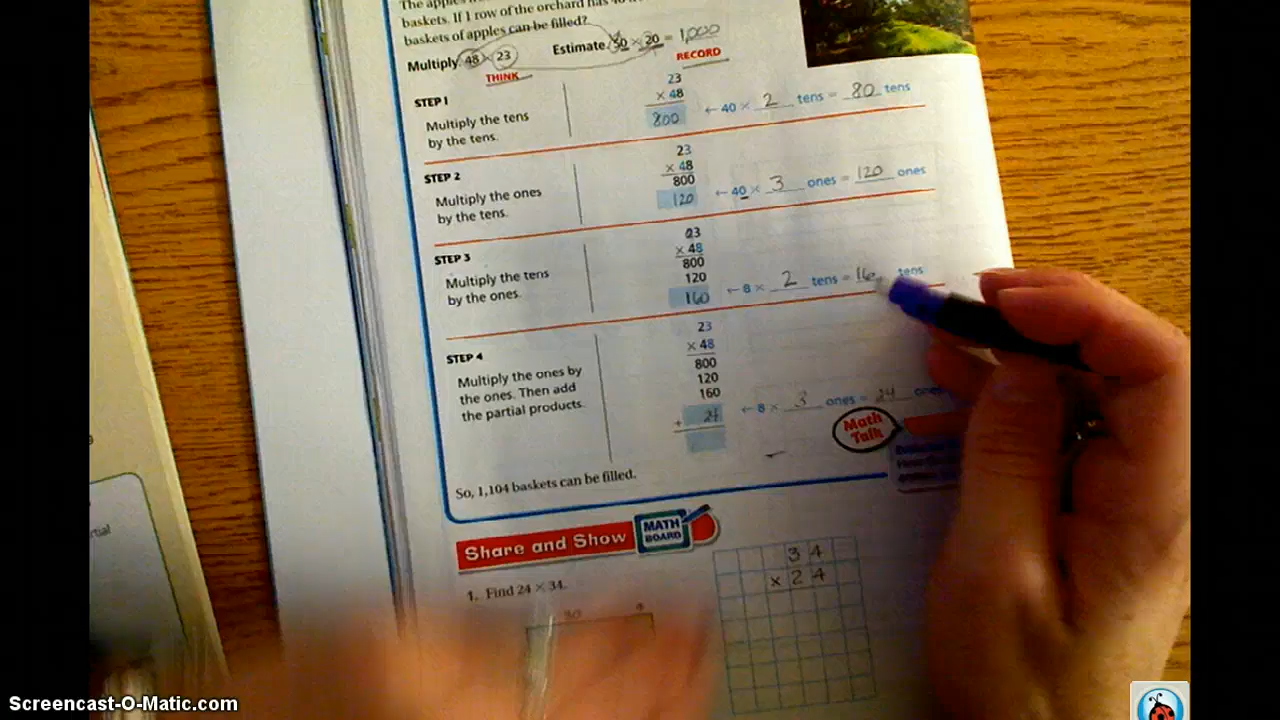 The apples
baskets. If 1 row of the orchard has
baskets of apples can be filled?
Multiply. 48 × 23 Estimate. 50 × 20 = 1,000
THINK RECORD
STEP 1
Multiply the tens
by the tens.
23
× 48
800
← 40 × 2 tens = 80 tens
STEP 2
Multiply the ones
by the tens.
23
× 48
800
120
← 40 × 3 ones = 120 ones
STEP 3
Multiply the tens
by the ones.
23
× 48
800
120
160
← 8 × 2 tens = 16 tens
STEP 4
Multiply the ones by
the ones. Then add
the partial products.
23
× 48
800
120
160
+ 24
← 8 × 3 ones = 24 ones
Math
Talk
So, 1,104 baskets can be filled.
Share and Show
MATH
BOARD
1. Find 24 × 34.
34
× 24
Screencast-O-Matic.com